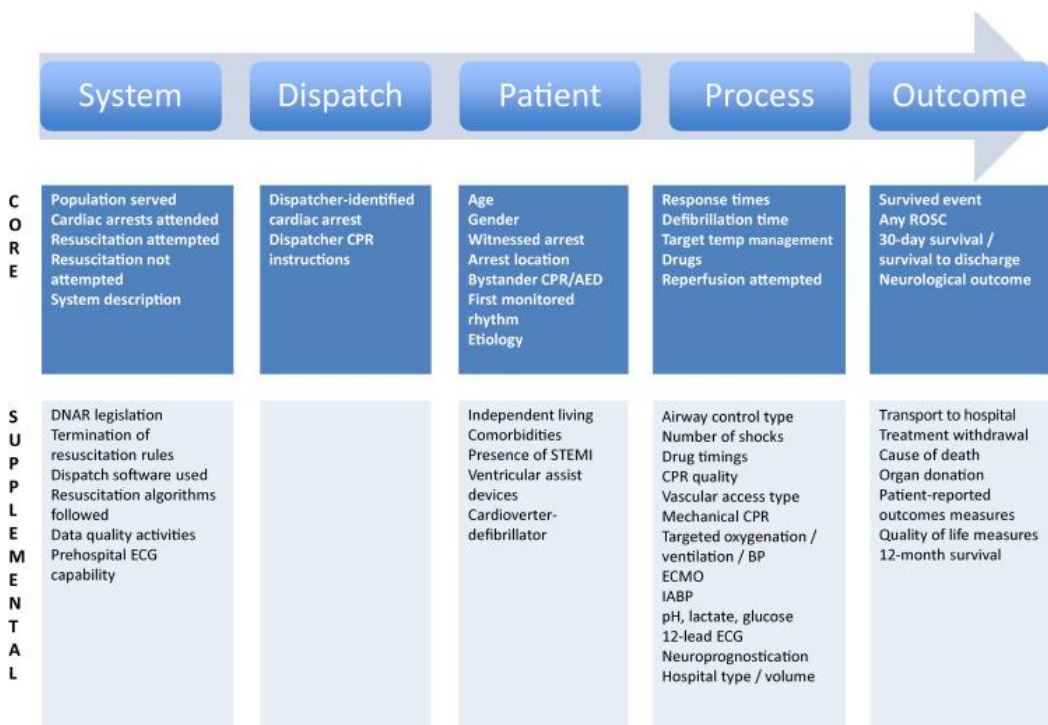 System
Dispatch
Patient
Process
Outcome
CORE
Population served
Cardiac arrests attended
Resuscitation attempted
Resuscitation not
attempted
System description
Dispatcher-identified
cardiac arrest
Dispatcher CPR
instructions
Age
Gender
Witnessed arrest
Arrest location
Bystander CPR/AED
First monitored
rhythm
Etiology
Response times
Defibrillation time
Target temp management
Drugs
Reperfusion attempted
Survived event
Any ROSC
30-day survival /
survival to discharge
Neurological outcome
SUPPLEMENTAL
DNAR legislation
Termination of
resuscitation rules
Dispatch software used
Resuscitation algorithms
followed
Data quality activities
Prehospital ECG
capability
Independent living
Comorbidities
Presence of STEMI
Ventricular assist
devices
Cardioverter-
defibrillator
Airway control type
Number of shocks
Drug timings
CPR quality
Vascular access type
Mechanical CPR
Targeted oxygenation /
ventilation / BP
ECMO
IABP
pH, lactate, glucose
12-lead ECG
Neuroprognostication
Hospital type / volume
Transport to hospital
Treatment withdrawal
Cause of death
Organ donation
Patient-reported
outcomes measures
Quality of life measures
12-month survival